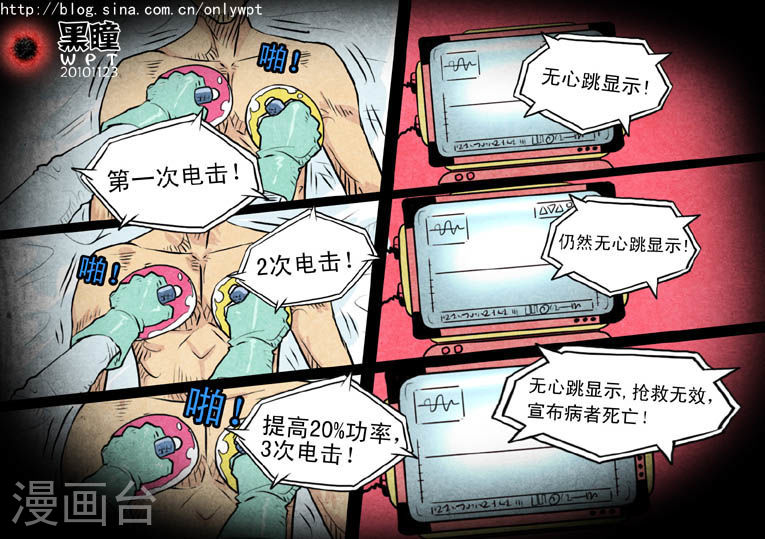 http://blog.sina.com.cn/onlywpt
黑瞳
WPT
20101123
啪！
第一次电击！
无心跳显示！
啪！
2次电击！
仍然无心跳显示！
啪！
提高20%功率，
3次电击！
无心跳显示，抢救无效，
宣布病者死亡！
漫画台